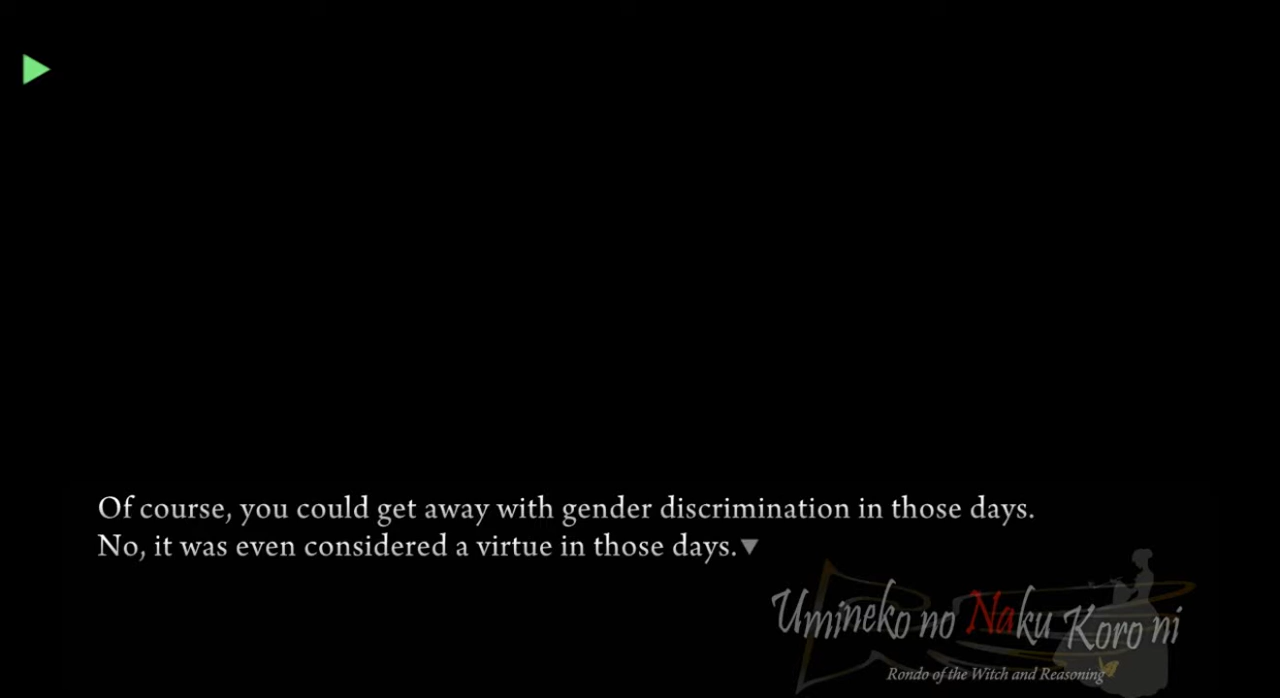 Of course, you could get away with gender discrimination in those days.
No, it was even considered a virtue in those days.
Umineko no Naku Koro ni
Rondo of the Witch and Reasoning